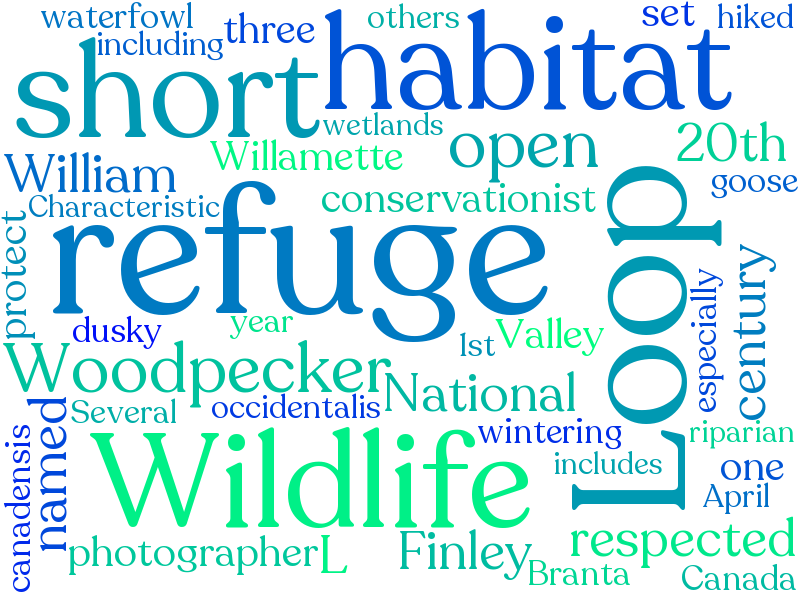 waterfowl
including
three
others
set
hiked
short
habitat
wetlands
open
20th
William
Willamette
goose
Characteristic
conservationist
protect
refuge
Loop
especially
century
dusky
year
lst
Valley
Woodpecker
National
Several
occidentalis
named
canadensis
wintering
riparian
Wildlife
includes
one
April
photographer
L
Finley
respected
Branta
Canada